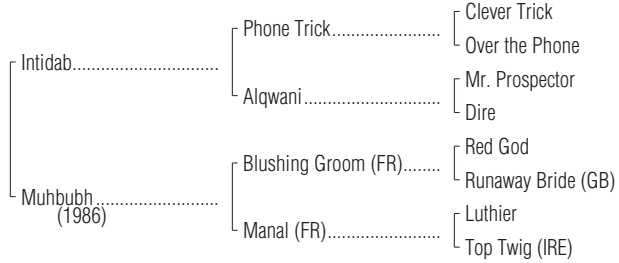 Clever Trick
Phone Trick
Over the Phone
Intidab
Mr. Prospector
Alqwani
Dire
Red God
Blushing Groom (FR)
Runaway Bride (GB)
Muhbubh
(1986)
Luthier
Manal (FR)
Top Twig (IRE)